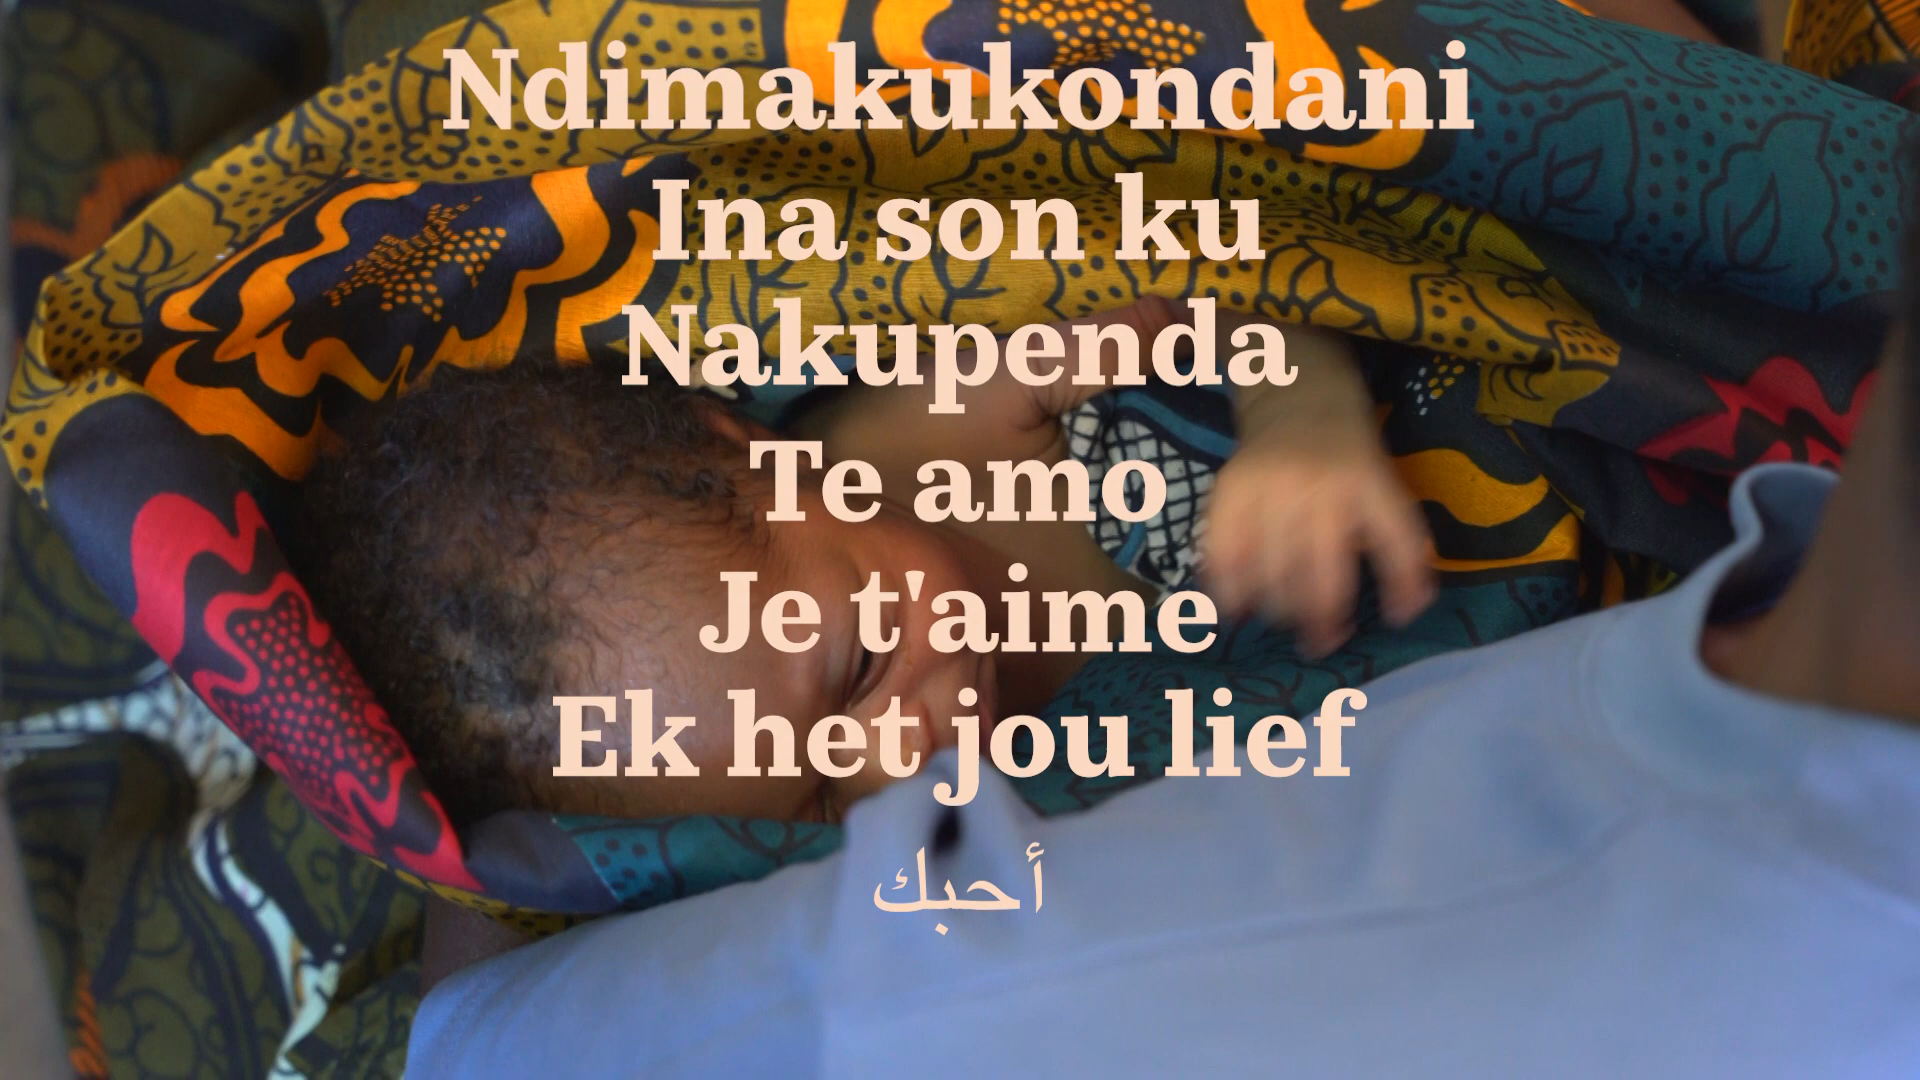 Ndimakukondani
Ina son ku
Nakupenda
Te amo
Je t'aime
Ek het jou lief
أحبك